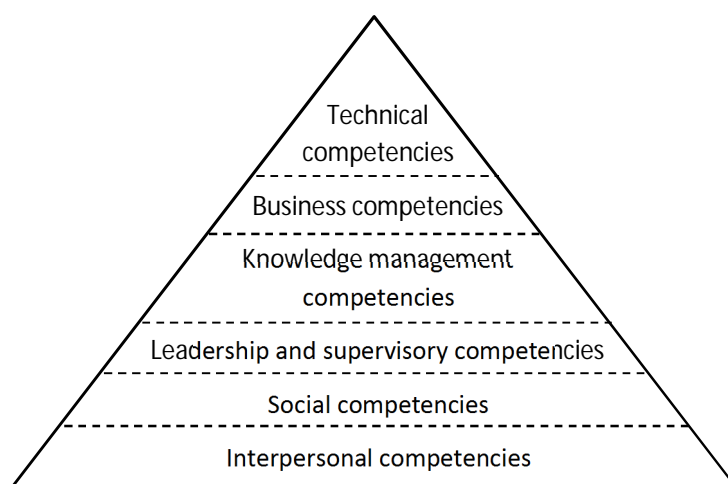 Technical
competencies
Business competencies
Knowledge management
competencies
Leadership and supervisory competencies
Social competencies
Interpersonal competencies